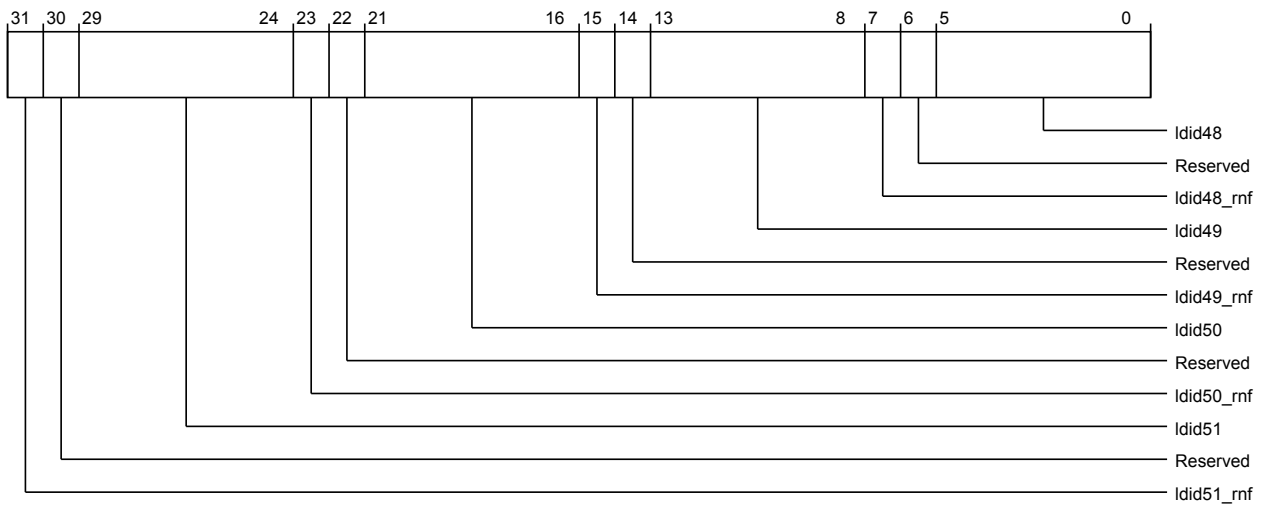 31 30 29 24 23 22 21 16 15 14 13 8 7 6 5 0
ldid48
Reserved
ldid48_rnf
ldid49
Reserved
ldid49_rnf
ldid50
Reserved
ldid50_rnf
ldid51
Reserved
ldid51_rnf